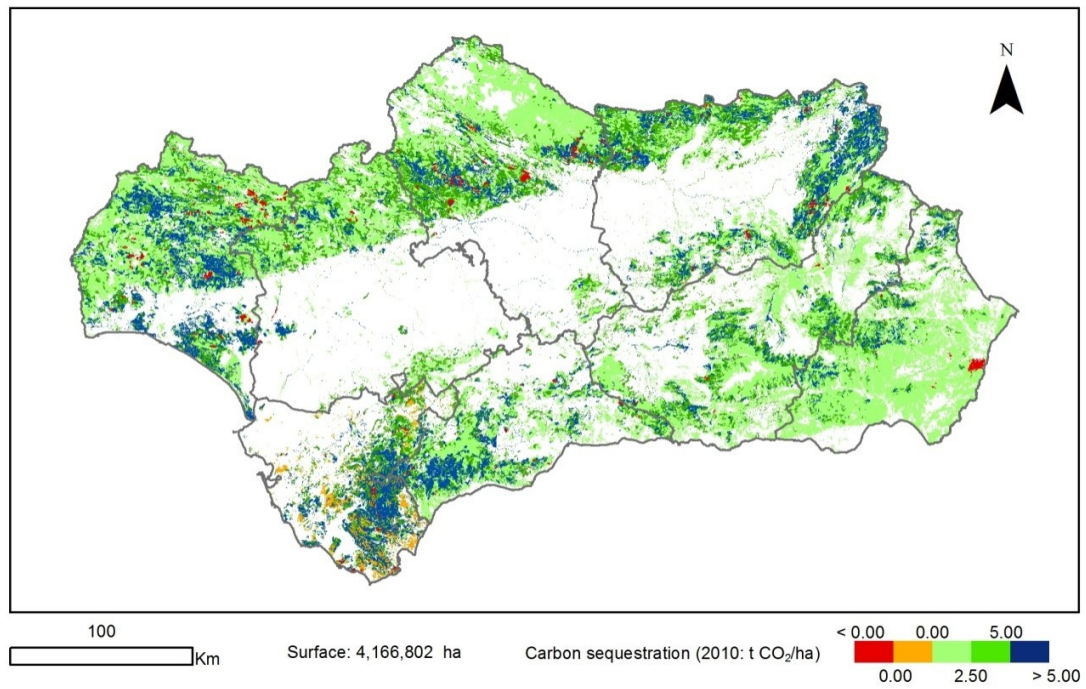 N
100
Km
Surface: 4,166,802 ha
Carbon sequestration (2010: t CO₂/ha)
< 0.00 0.00 5.00
0.00 2.50 > 5.00